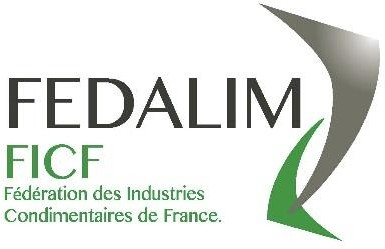 FEDALIM
FICF
Fédération des Industries
Condimentaires de France.